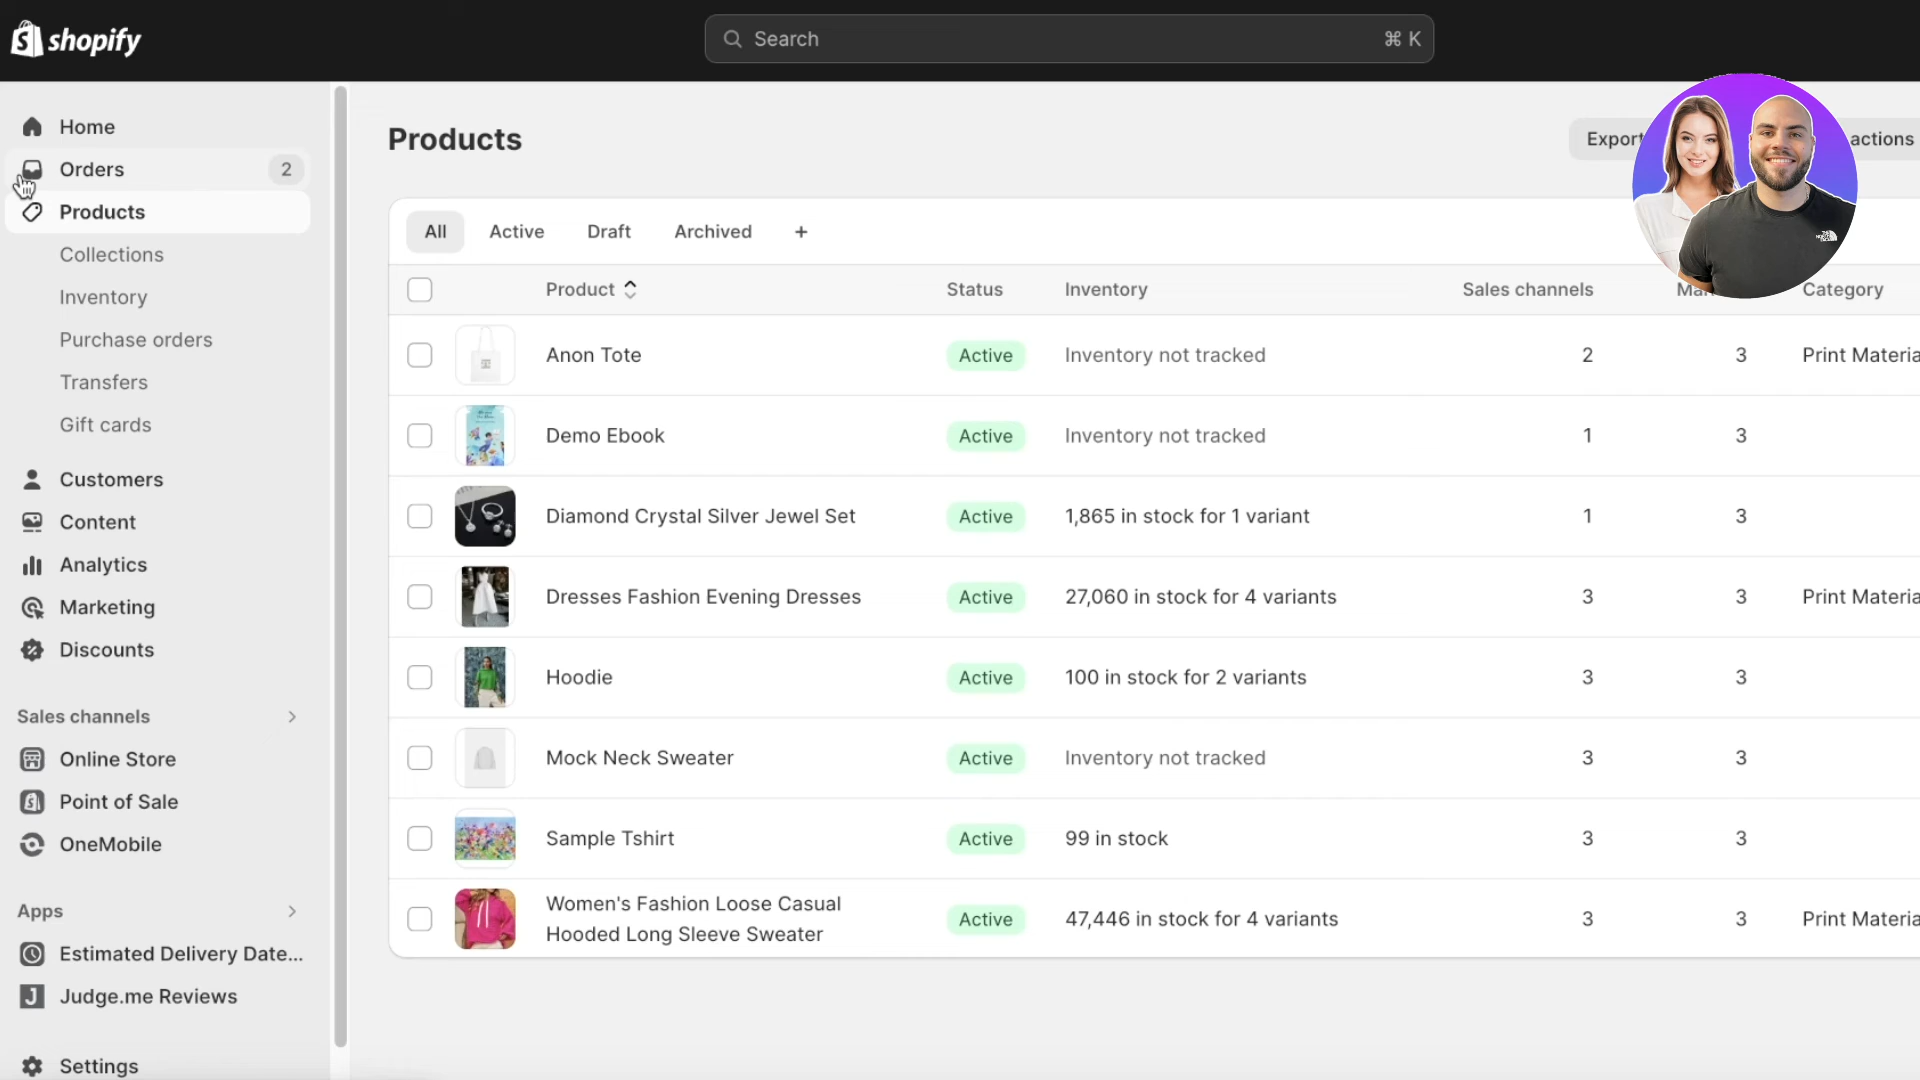 shopify
Search
⌘ K
Home
Orders
2
Products
Collections
Inventory
Purchase orders
Transfers
Gift cards
Customers
Content
Analytics
Marketing
Discounts
Sales channels
Online Store
Point of Sale
OneMobile
Apps
Estimated Delivery Date...
Judge.me Reviews
Settings
Products
Export
actions
All Active Draft Archived +
Product Status Inventory Sales channels Category
Anon Tote Active Inventory not tracked 2 3 Print Materia
Demo Ebook Active Inventory not tracked 1 3
Diamond Crystal Silver Jewel Set Active 1,865 in stock for 1 variant 1 3
Dresses Fashion Evening Dresses Active 27,060 in stock for 4 variants 3 3 Print Materia
Hoodie Active 100 in stock for 2 variants 3 3
Mock Neck Sweater Active Inventory not tracked 3 3
Sample Tshirt Active 99 in stock 3 3
Women's Fashion Loose Casual
Hooded Long Sleeve Sweater Active 47,446 in stock for 4 variants 3 3 Print Materia